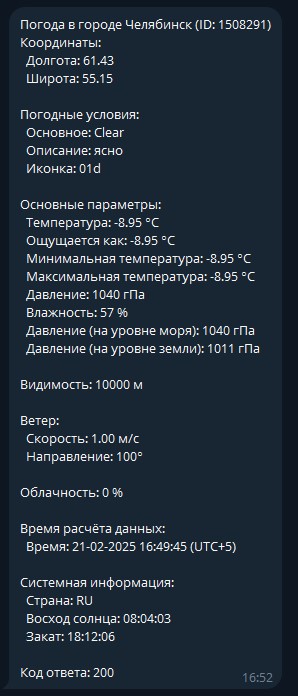 Погода в городе Челябинск (ID: 1508291)
Координаты:
Долгота: 61.43
Широта: 55.15
Погодные условия:
Основное: Clear
Описание: ясно
Иконка: 01d
Основные параметры:
Температура: -8.95 °C
Ощущается как: -8.95 °C
Минимальная температура: -8.95 °C
Максимальная температура: -8.95 °C
Давление: 1040 гПа
Влажность: 57 %
Давление (на уровне моря): 1040 гПа
Давление (на уровне земли): 1011 гПа
Видимость: 10000 м
Ветер:
Скорость: 1.00 м/с
Направление: 100°
Облачность: 0 %
Время расчёта данных:
Время: 21-02-2025 16:49:45 (UTC+5)
Системная информация:
Страна: RU
Восход солнца: 08:04:03
Закат: 18:12:06
Код ответа: 200
16:52